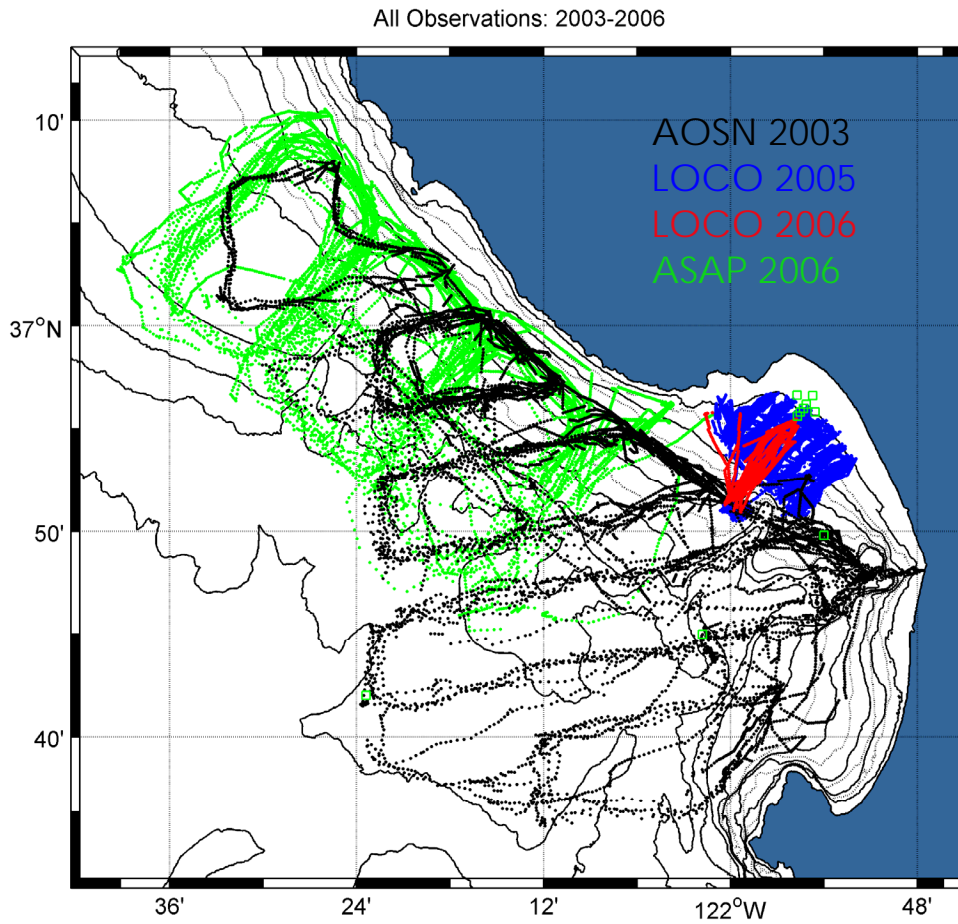 All Observations: 2003-2006
10'
AOSN 2003
LOCO 2005
LOCO 2006
ASAP 2006
37°N
50'
40'
36'
24'
12'
122°W
48'